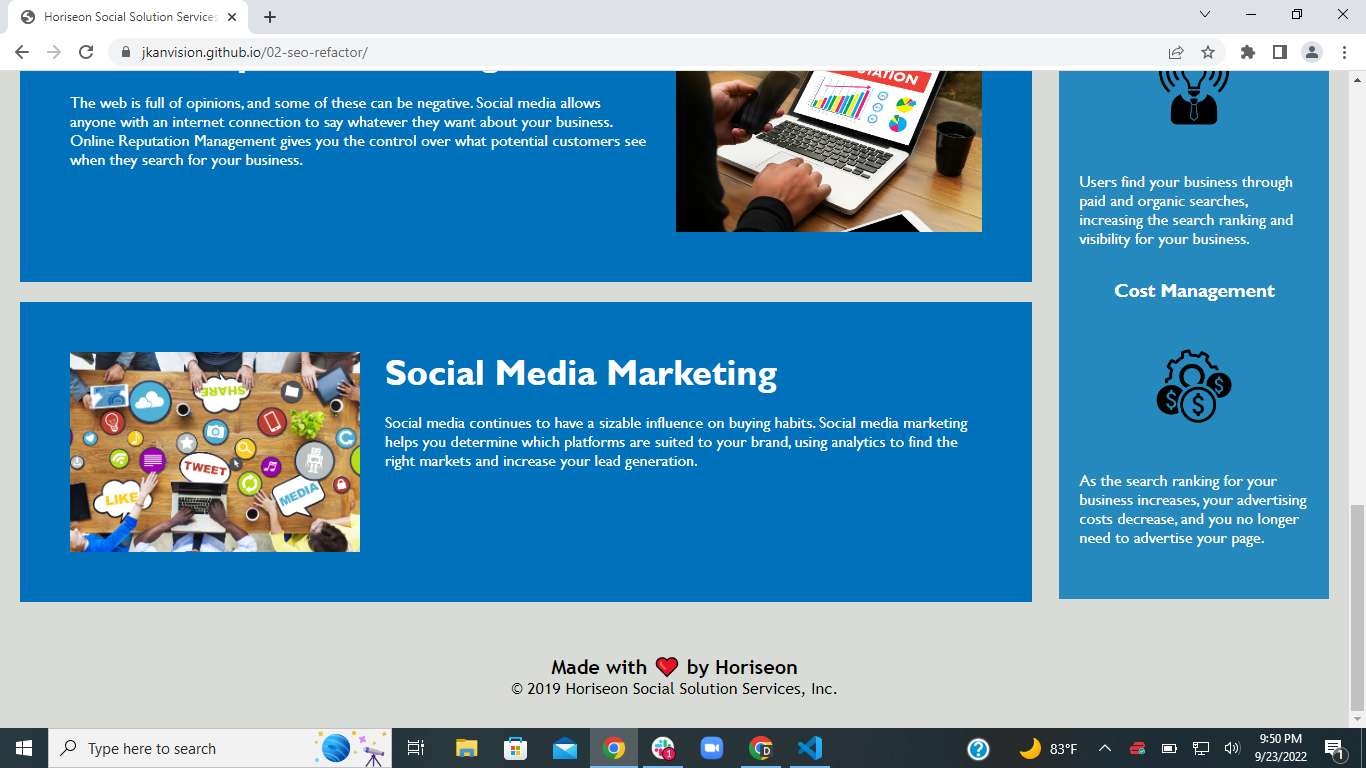 Horiseon Social Solution Services
jkanvision.github.io/02-seo-refactor/
The web is full of opinions, and some of these can be negative. Social media allows
anyone with an internet connection to say whatever they want about your business.
Online Reputation Management gives you the control over what potential customers see
when they search for your business.
Users find your business through
paid and organic searches,
increasing the search ranking and
visibility for your business.
Cost Management
SHARE
TWEET
LIKE
MEDIA
Social Media Marketing
Social media continues to have a sizable influence on buying habits. Social media marketing
helps you determine which platforms are suited to your brand, using analytics to find the
right markets and increase your lead generation.
As the search ranking for your
business increases, your advertising
costs decrease, and you no longer
need to advertise your page.
Made with ❤️ by Horiseon
© 2019 Horiseon Social Solution Services, Inc.
Type here to search
1
D
83°F
9:50 PM
9/23/2022
1